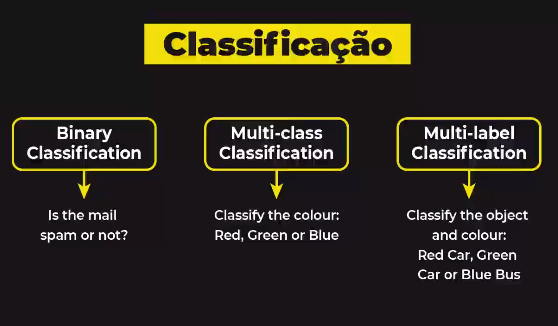 Classificação
Binary
Classification
Is the mail
spam or not?
Multi-class
Classification
Classify the colour:
Red, Green or Blue
Multi-label
Classification
Classify the object
and colour:
Red Car, Green
Car or Blue Bus